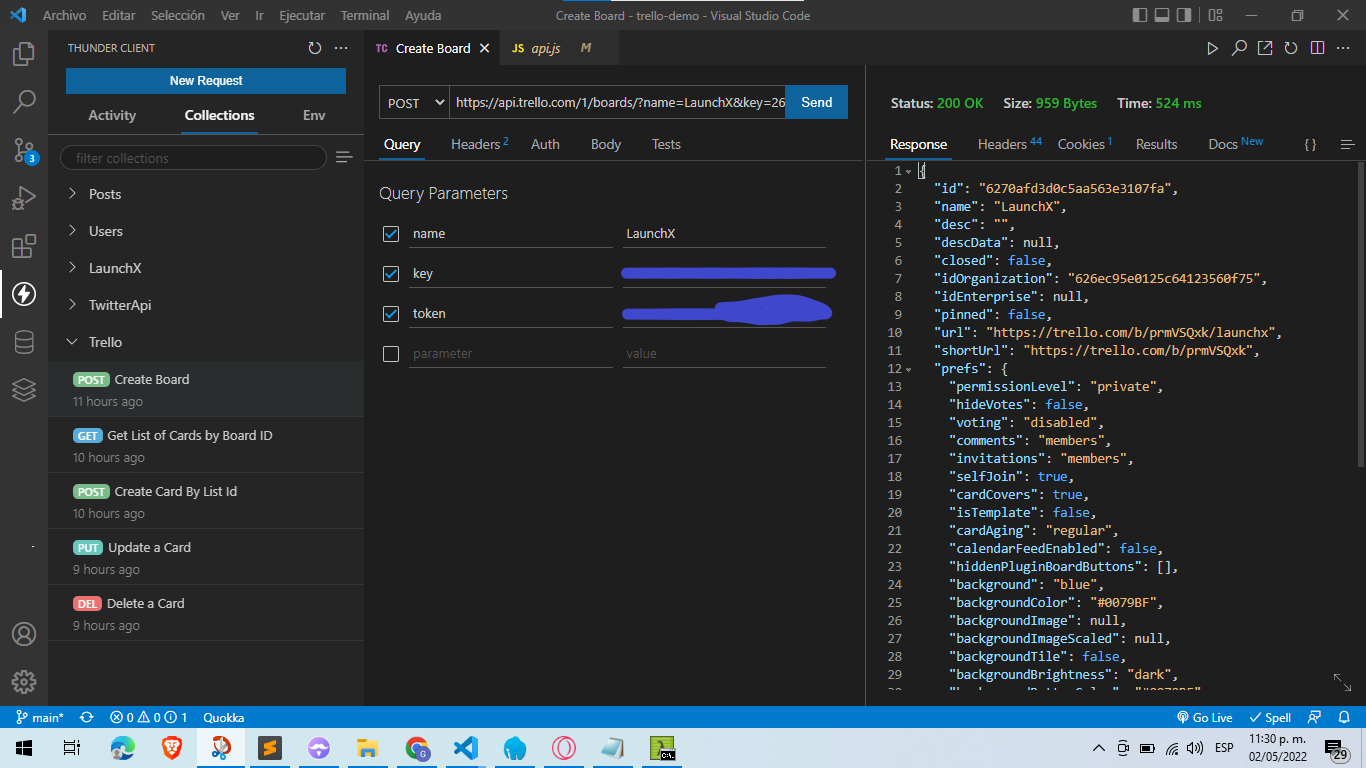 Archivo Editar Selección Ver Ir Ejecutar Terminal Ayuda
Create Board - trello-demo - Visual Studio Code
THUNDER CLIENT
New Request
Activity Collections Env
filter collections
3
Posts
Users
LaunchX
TwitterApi
Trello
POST Create Board
11 hours ago
GET Get List of Cards by Board ID
10 hours ago
POST Create Card By List Id
10 hours ago
PUT Update a Card
9 hours ago
DEL Delete a Card
9 hours ago
TC Create Board
JS api.js M
POST https://api.trello.com/1/boards/?name=LaunchX&key=26 Send
Query Headers 2 Auth Body Tests
Query Parameters
name LaunchX
key
token
parameter value
Status: 200 OK Size: 959 Bytes Time: 524 ms
Response Headers 44 Cookies 1 Results Docs New { }
1 {
2 "id": "6270afd3d0c5aa563e3107fa",
3 "name": "LaunchX",
4 "desc": "",
5 "descData": null,
6 "closed": false,
7 "idOrganization": "626ec95e0125c64123560f75",
8 "idEnterprise": null,
9 "pinned": false,
10 "url": "https://trello.com/b/prmVSQxk/launchx",
11 "shortUrl": "https://trello.com/b/prmVSQxk",
12 "prefs": {
13 "permissionLevel": "private",
14 "hideVotes": false,
15 "voting": "disabled",
16 "comments": "members",
17 "invitations": "members",
18 "selfJoin": true,
19 "cardCovers": true,
20 "isTemplate": false,
21 "cardAging": "regular",
22 "calendarFeedEnabled": false,
23 "hiddenPluginBoardButtons": [],
24 "background": "blue",
25 "backgroundColor": "#0079BF",
26 "backgroundImage": null,
27 "backgroundImageScaled": null,
28 "backgroundTile": false,
29 "backgroundBrightness": "dark",
main* 0 0 1 Quokka
Go Live Spell
ESP
11:30 p. m.
02/05/2022
29